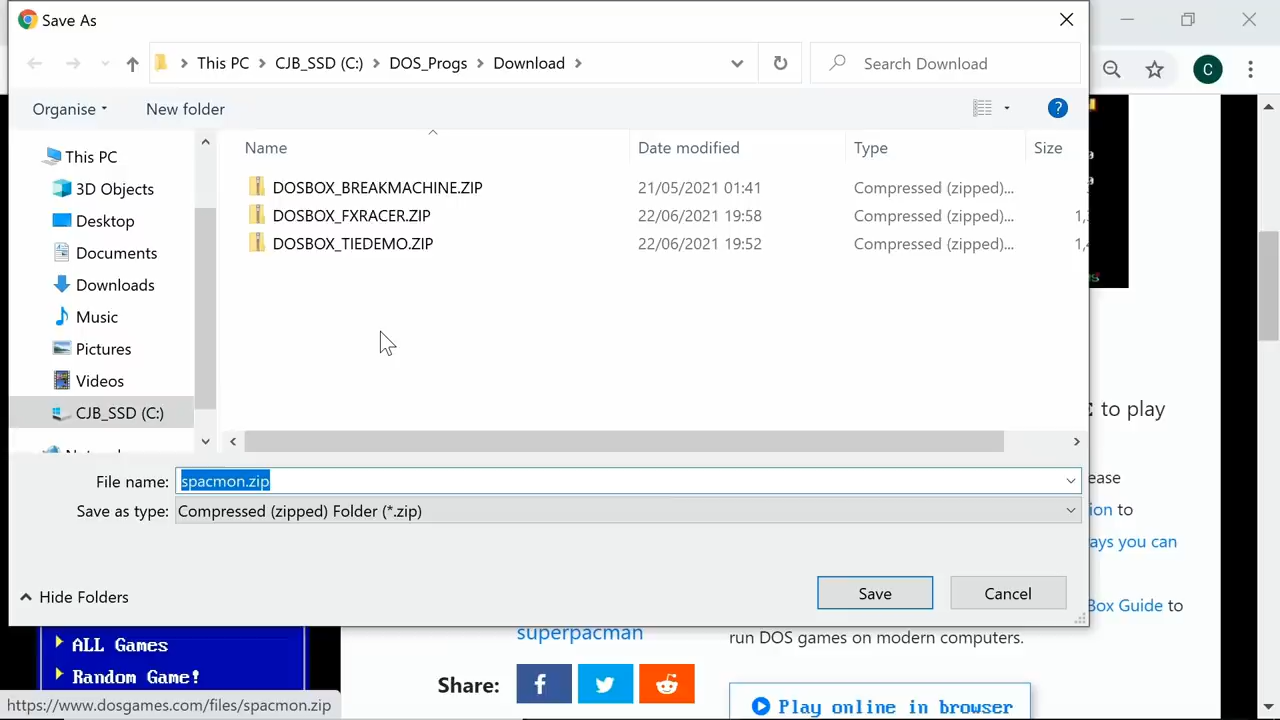 Save As
This PC > CJB_SSD (C:) > DOS_Progs > Download >
Search Download
C
Organise
New folder
?
This PC
3D Objects
Desktop
Documents
Downloads
Music
Pictures
Videos
CJB_SSD (C:)
Name Date modified Type Size
DOSBOX_BREAKMACHINE.ZIP 21/05/2021 01:41 Compressed (zipped)...
DOSBOX_FXRACER.ZIP 22/06/2021 19:58 Compressed (zipped)... 1,
DOSBOX_TIEDEMO.ZIP 22/06/2021 19:52 Compressed (zipped)... 1,
File name: spacmon.zip
Save as type: Compressed (zipped) Folder (*.zip)
Hide Folders
Save
Cancel
to play
ease
ion to
ays you can
Box Guide to
run DOS games on modern computers.
superpacman
ALL Games
Random Game!
Share:
Play online in browser
https://www.dosgames.com/files/spacmon.zip